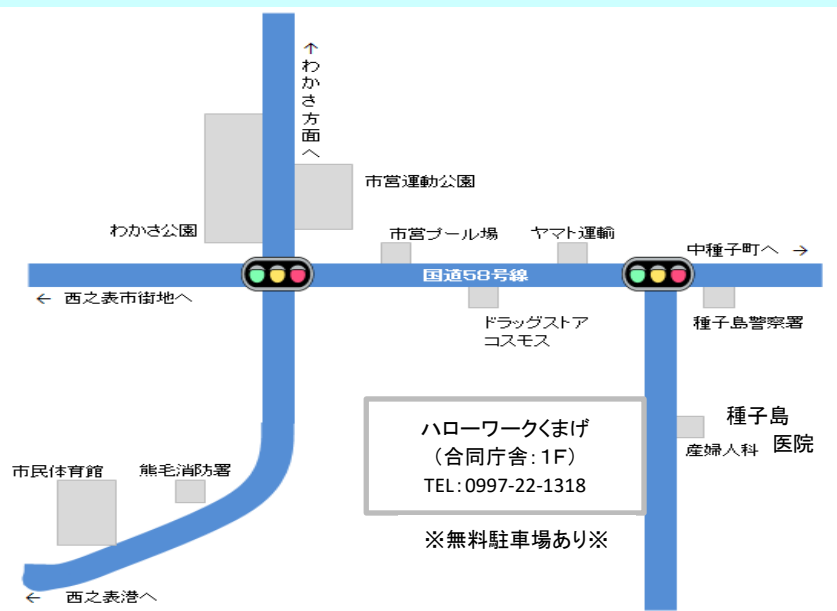 ↑わかさ方面へ
市営運動公園
わかさ公園
市営プール場
ヤマト運輸
中種子町へ →
国道58号線
← 西之表市街地へ
ドラッグストア
コスモス
種子島警察署
ハローワークくまげ
（合同庁舎：1F）
TEL：0997-22-1318
※無料駐車場あり※
種子島
産婦人科 医院
市民体育館
熊毛消防署
← 西之表港へ